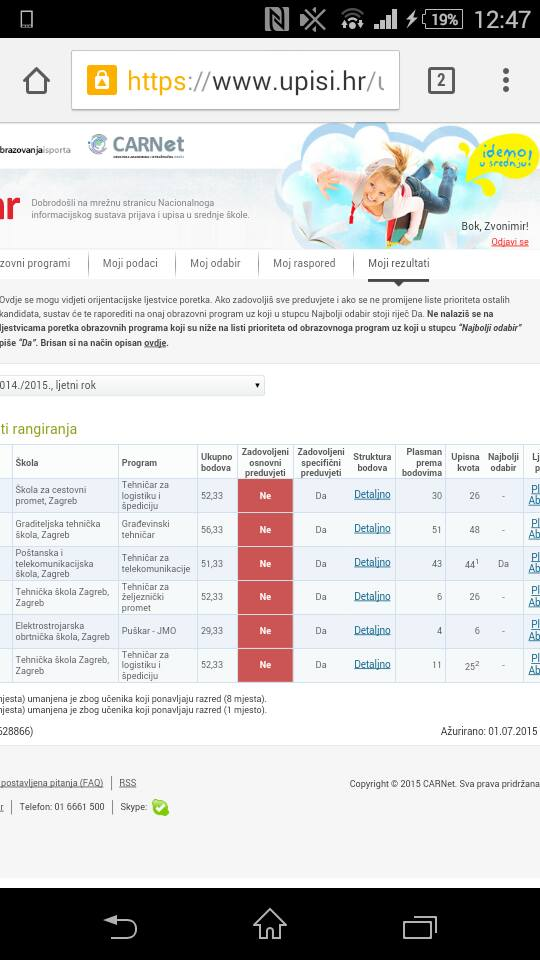 19% 12:47
https://www.upisi.hr/u
2
brazovanjaisporta CARNet
idemo u srednju!
Dobrodošli na mrežnu stranicu Nacionalnoga
informacijskog sustava prijava i upisa u srednje škole.
Bok, Zvonimir!
Odjavi se
zovni programi Moji podaci Moj odabir Moj raspored Moji rezultati
Ovdje se mogu vidjeti orijentacijske ljestvice poretka. Ako zadovoljiš sve preduvjete i ako se ne promijene liste prioriteta ostalih
kandidata, sustav će te raporediti na onaj obrazovni program uz koji u stupcu Najbolji odabir stoji riječ Da. Ne nalaziš se na
ljestvicama poretka obrazovnih programa koji su niže na listi prioriteta od obrazovnoga program uz koji u stupcu “Najbolji odabir”
piše “Da”. Brisan si na način opisan ovdje.
014./2015., ljetni rok
ti rangiranja
Škola Program Ukupno bodova Zadovoljeni osnovni preduvjeti Zadovoljeni specifični preduvjeti Struktura bodova Plasman prema bodovima Upisna kvota Najbolji odabir Lj p
Škola za cestovni promet, Zagreb Tehničar za logistiku i špediciju 52,33 Ne Da Detaljno 30 26 - Pl Ab
Graditeljska tehnička škola, Zagreb Građevinski tehničar 56,33 Ne Da Detaljno 51 48 - Pl Ab
Poštanska i telekomunikacijska škola, Zagreb Tehničar za telekomunikacije 51,33 Ne Da Detaljno 43 44¹ Da Pl Ab
Tehnička škola Zagreb, Zagreb Tehničar za željeznički promet 52,33 Ne Da Detaljno 6 26 - Pl Ab
Elektrostrojarska obrtnička škola, Zagreb Puškar - JMO 29,33 Ne Da Detaljno 4 6 - Pl Ab
Tehnička škola Zagreb, Zagreb Tehničar za logistiku i špediciju 52,33 Ne Da Detaljno 11 25² - Pl Ab
mjesta) umanjena je zbog učenika koji ponavljaju razred (8 mjesta).
mjesta) umanjena je zbog učenika koji ponavljaju razred (1 mjesto).
528866) Ažurirano: 01.07.2015
postavljena pitanja (FAQ) RSS Copyright © 2015 CARNet. Sva prava pridržana
r Telefon: 01 6661 500 Skype: